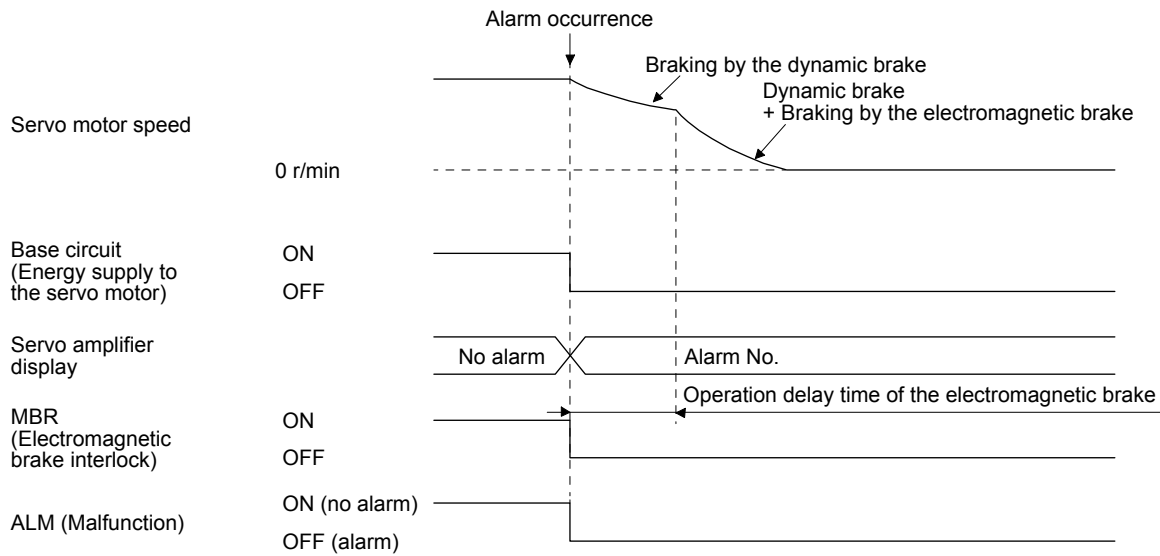 Alarm occurrence
Braking by the dynamic brake
Dynamic brake
+ Braking by the electromagnetic brake
Servo motor speed
0 r/min
Base circuit
(Energy supply to
the servo motor)
ON
OFF
Servo amplifier
display
No alarm
Alarm No.
Operation delay time of the electromagnetic brake
MBR
(Electromagnetic
brake interlock)
ON
OFF
ALM (Malfunction)
ON (no alarm)
OFF (alarm)